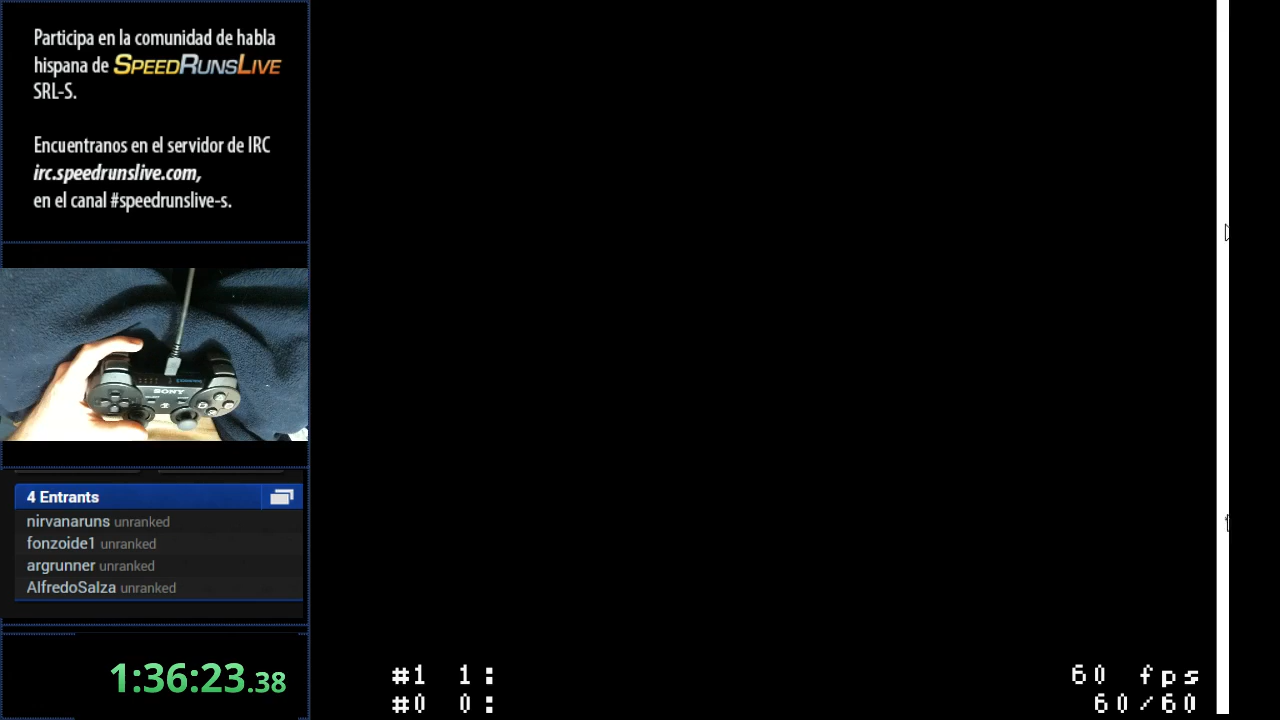 Participa en la comunidad de habla
hispana de SPEEDRUNSLIVE
SRL-S.
Encuentranos en el servidor de IRC
irc.speedrunslive.com,
en el canal #speedrunslive-s.
SONY
4 Entrants
nirvanaruns unranked
fonzoide1 unranked
argrunner unranked
AlfredoSalza unranked
1:36:23.38
#1 1:
#0 0:
60 fps
60/60